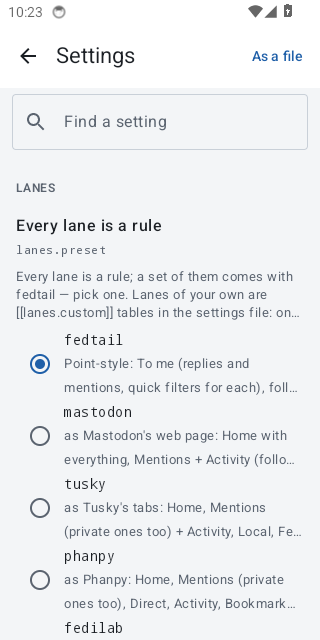 10:23
Settings
As a file
Find a setting
LANES
Every lane is a rule
lanes.preset
Every lane is a rule; a set of them comes with
fedtail — pick one. Lanes of your own are
[[lanes.custom]] tables in the settings file: on…
fedtail
Point-style: To me (replies and
mentions, quick filters for each), foll…
mastodon
as Mastodon's web page: Home with
everything, Mentions + Activity (follo…
tusky
as Tusky's tabs: Home, Mentions
(private ones too) + Activity, Local, Fe…
phanpy
as Phanpy: Home, Mentions (private
ones too), Direct, Activity, Bookmark…
fedilab